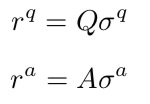 r^q = Qσ^q
r^a = Aσ^a